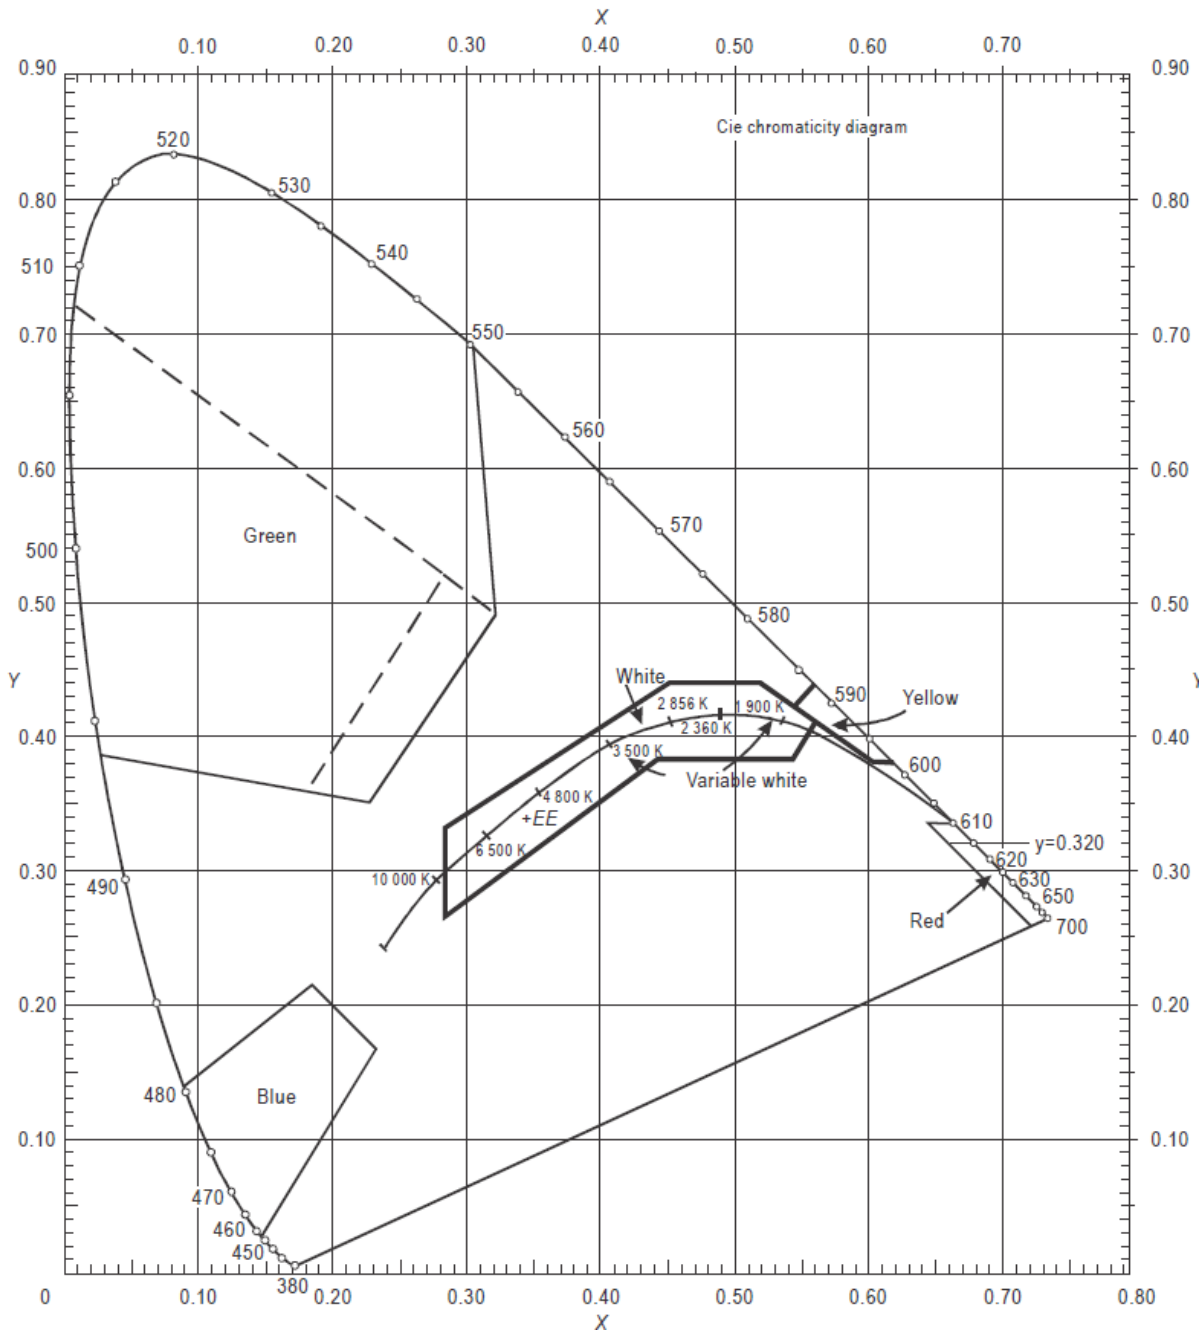 X
0.10 0.20 0.30 0.40 0.50 0.60 0.70
0.90 0.90
Cie chromaticity diagram
520
530
0.80 0.80
540
510
550
0.70 0.70
560
0.60 0.60
570
Green
500
580
0.50 0.50
White
Y Y
590
Yellow
2 856 K 1 900 K
2 360 K
0.40 0.40
3 500 K
600
Variable white
4 800 K
+EE
610
y=0.320
6 500 K
620
0.30 0.30
10 000 K
630
490
650
Red
700
0.20 0.20
480
Blue
0.10 0.10
470
460
450
380
0 0.10 0.20 0.30 0.40 0.50 0.60 0.70 0.80
X